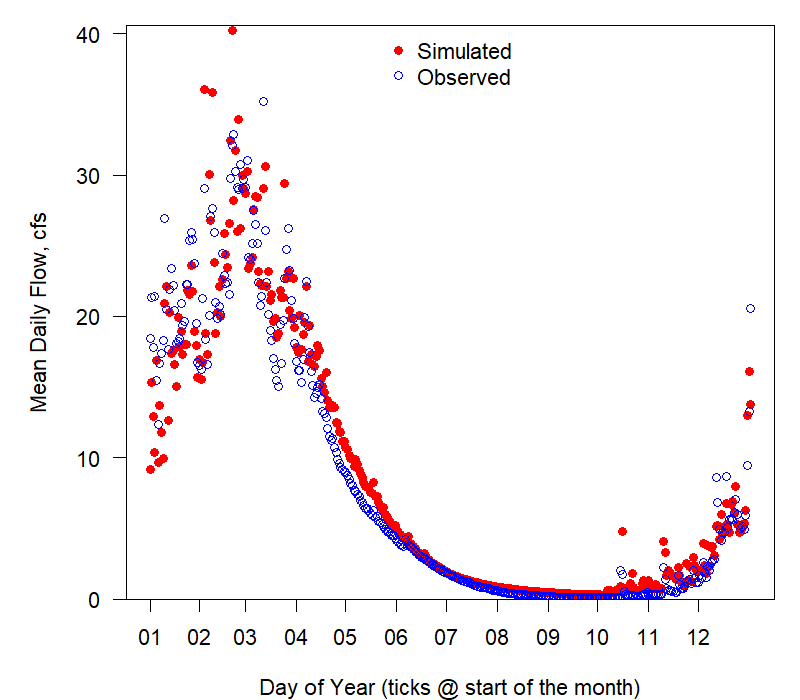 Simulated
Observed
Mean Daily Flow, cfs
40
30
20
10
0
01 02 03 04 05 06 07 08 09 10 11 12
Day of Year (ticks @ start of the month)